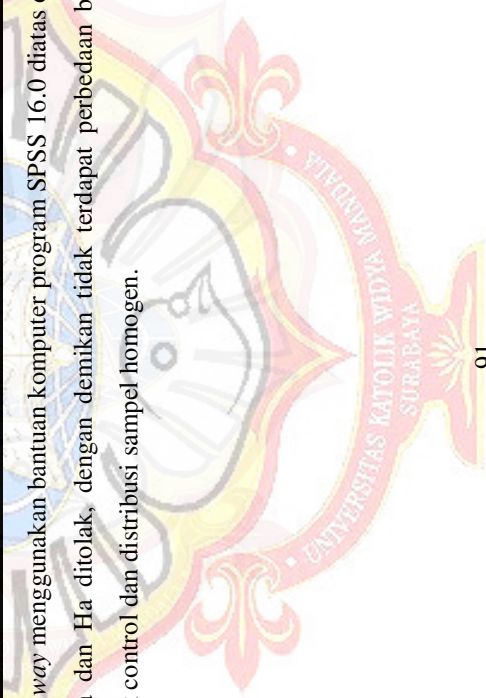 way menggunakan bantuan komputer program SPSS 16.0 diatas
dan Ha ditolak, dengan demikan tidak terdapat perbedaan
control dan distribusi sampel homogen.
UNIVERSITAS KATOLIK WIDYA MANDALA
SURABAYA
91